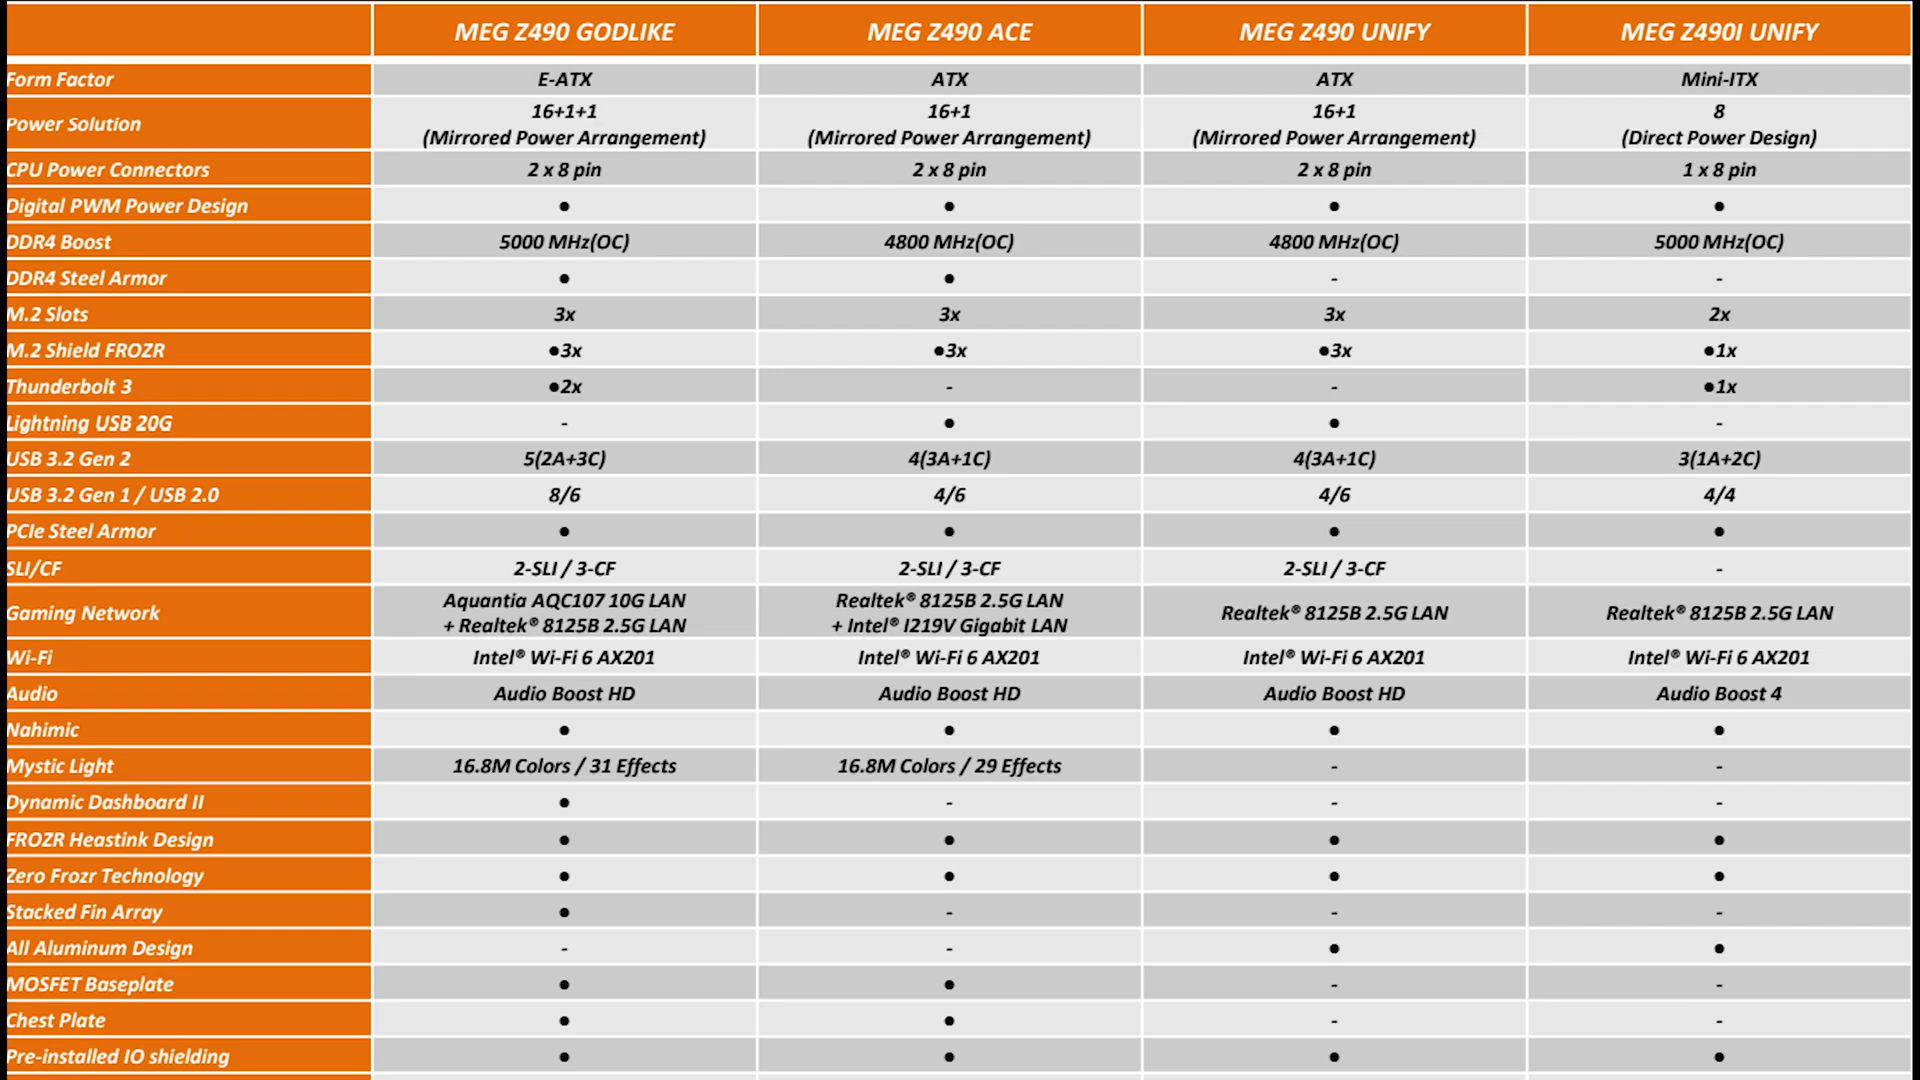 MEG Z490 GODLIKE MEG Z490 ACE MEG Z490 UNIFY MEG Z490I UNIFY
Form Factor E-ATX ATX ATX Mini-ITX
Power Solution 16+1+1 (Mirrored Power Arrangement) 16+1 (Mirrored Power Arrangement) 16+1 (Mirrored Power Arrangement) 8 (Direct Power Design)
CPU Power Connectors 2 x 8 pin 2 x 8 pin 2 x 8 pin 1 x 8 pin
Digital PWM Power Design ● ● ● ●
DDR4 Boost 5000 MHz(OC) 4800 MHz(OC) 4800 MHz(OC) 5000 MHz(OC)
DDR4 Steel Armor ● ● - -
M.2 Slots 3x 3x 3x 2x
M.2 Shield FROZR ●3x ●3x ●3x ●1x
Thunderbolt 3 ●2x - - ●1x
Lightning USB 20G - ● ● -
USB 3.2 Gen 2 5(2A+3C) 4(3A+1C) 4(3A+1C) 3(1A+2C)
USB 3.2 Gen 1 / USB 2.0 8/6 4/6 4/6 4/4
PCIe Steel Armor ● ● ● ●
SLI/CF 2-SLI / 3-CF 2-SLI / 3-CF 2-SLI / 3-CF -
Gaming Network Aquantia AQC107 10G LAN + Realtek® 8125B 2.5G LAN Realtek® 8125B 2.5G LAN + Intel® I219V Gigabit LAN Realtek® 8125B 2.5G LAN Realtek® 8125B 2.5G LAN
Wi-Fi Intel® Wi-Fi 6 AX201 Intel® Wi-Fi 6 AX201 Intel® Wi-Fi 6 AX201 Intel® Wi-Fi 6 AX201
Audio Audio Boost HD Audio Boost HD Audio Boost HD Audio Boost 4
Nahimic ● ● ● ●
Mystic Light 16.8M Colors / 31 Effects 16.8M Colors / 29 Effects - -
Dynamic Dashboard II ● - - -
FROZR Heastink Design ● ● ● ●
Zero Frozr Technology ● ● ● ●
Stacked Fin Array ● - - -
All Aluminum Design - - ● ●
MOSFET Baseplate ● ● - -
Chest Plate ● ● - -
Pre-installed IO shielding ● ● ● ●